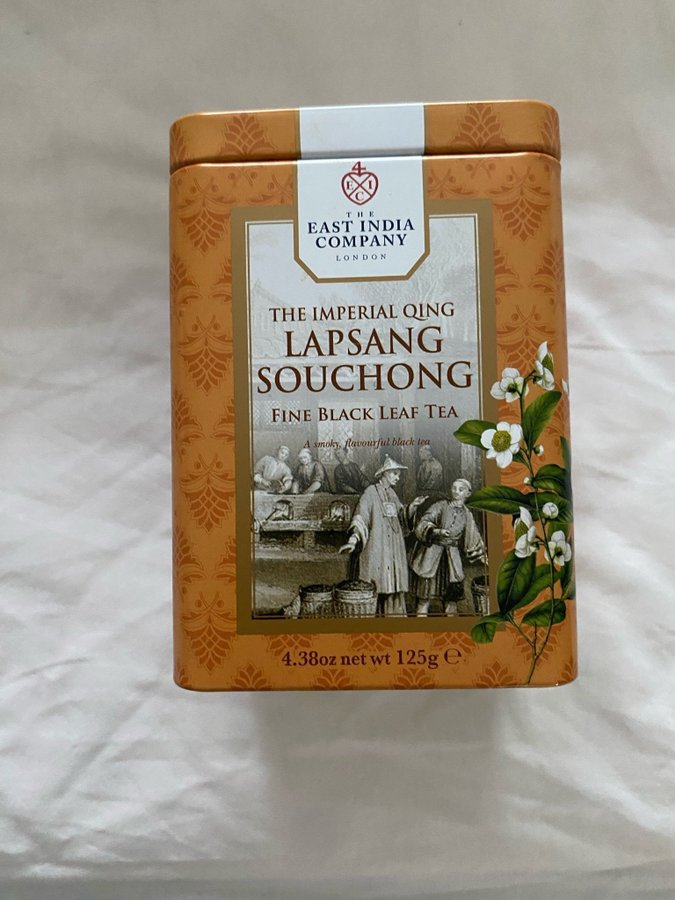 4
E I
C
THE
EAST INDIA
COMPANY
LONDON
THE IMPERIAL QING
LAPSANG
SOUCHONG
FINE BLACK LEAF TEA
A smoky, flavourful black tea
4.38oz net wt 125g ℮